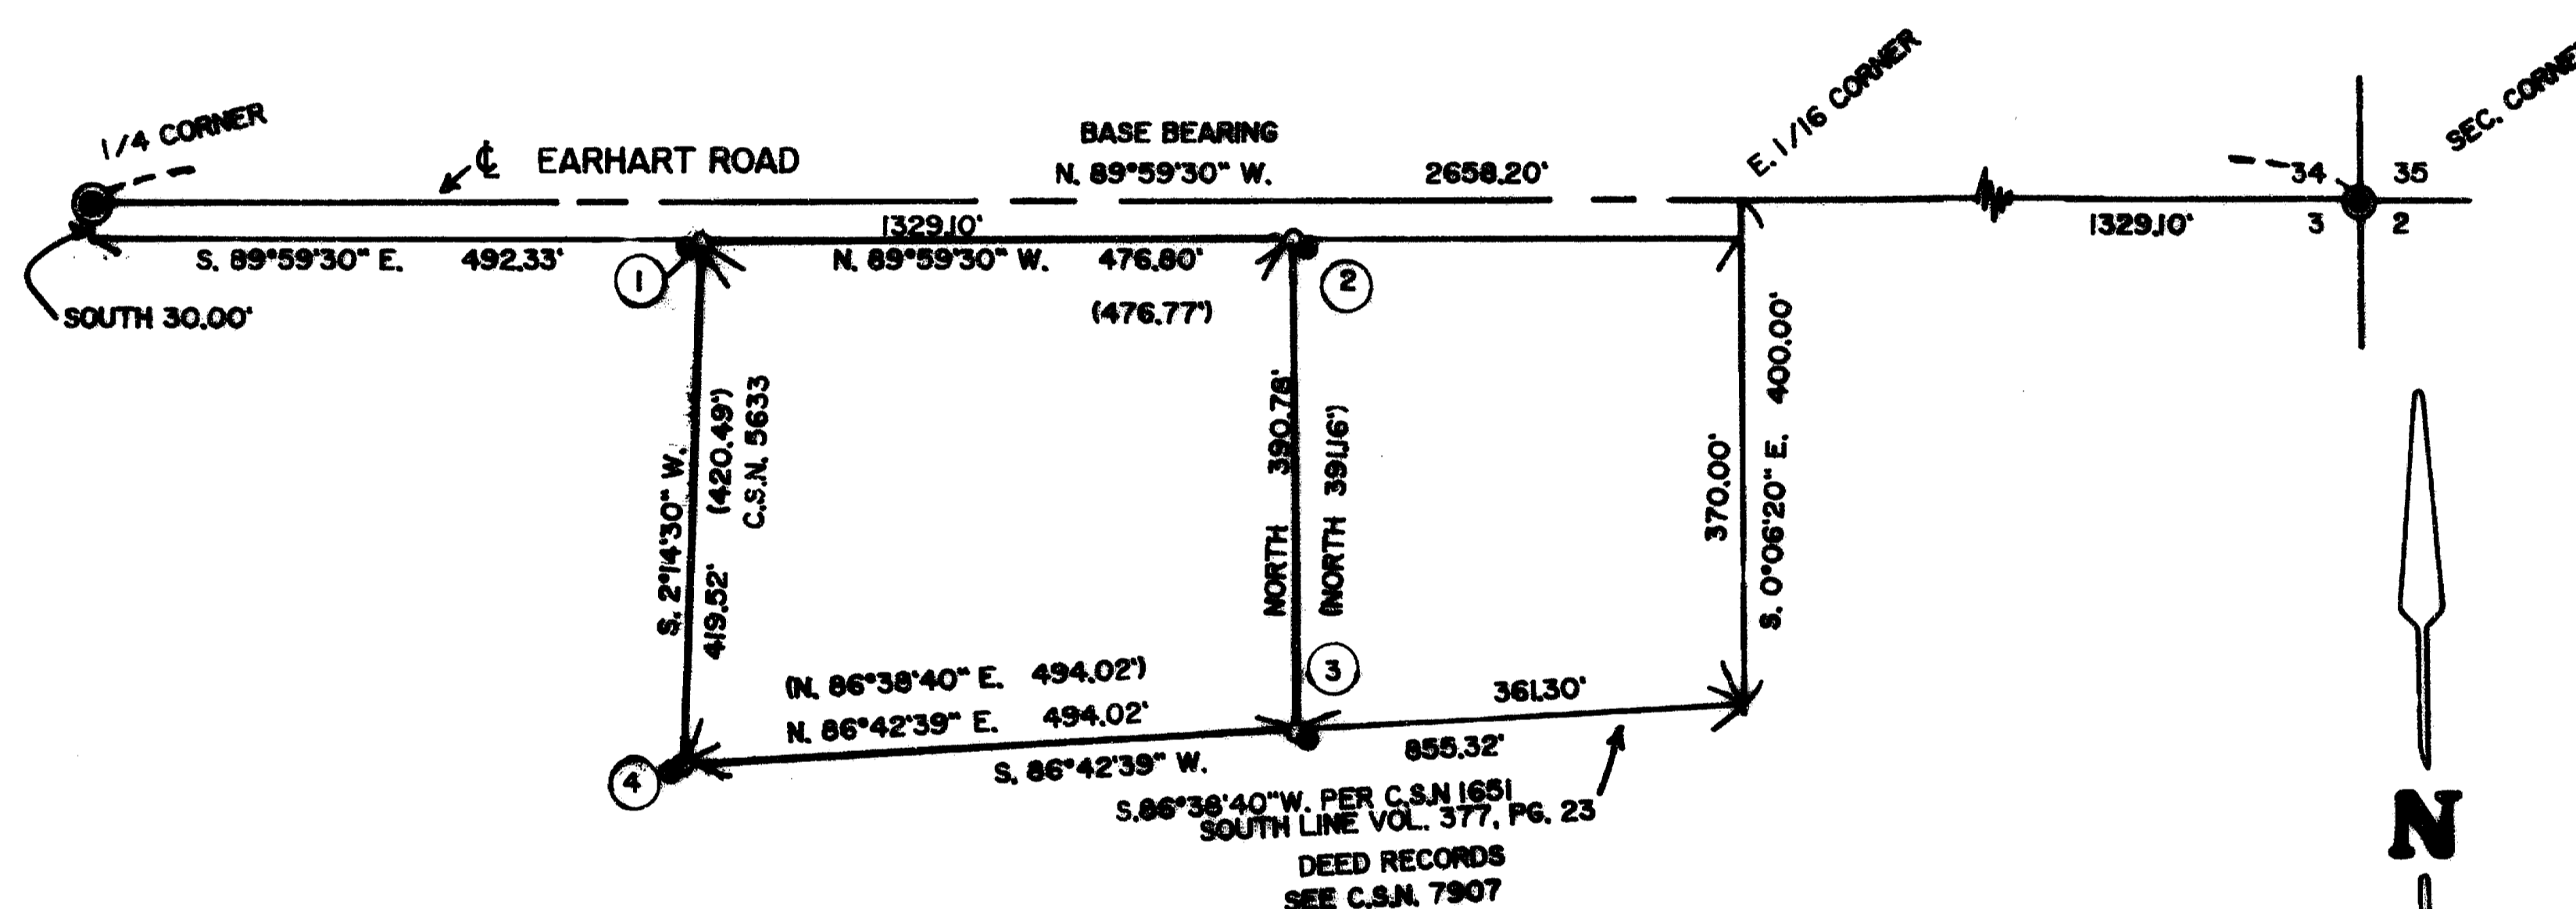 1/4 CORNER
℄ EARHART ROAD
BASE BEARING
N. 89°59'30" W. 2658.20'
E. 1/16 CORNER
SEC. CORNER
34 35
3 2
1329.10'
1329.10'
S. 89°59'30" E. 492.33'
N. 89°59'30" W. 476.80'
(476.77')
SOUTH 30.00'
1
2
S. 2°14'30" W.
419.52'
(420.49')
C.S.N. 5633
NORTH 390.78'
(NORTH 391.16')
370.00'
S. 0°06'20" E. 400.00'
3
(N. 86°38'40" E. 494.02')
N. 86°42'39" E. 494.02'
361.30'
855.32'
4
S. 86°42'39" W.
S.86°38'40"W. PER C.S.N 1651
SOUTH LINE VOL. 377, PG. 23
DEED RECORDS
SEE C.S.N. 7907
N